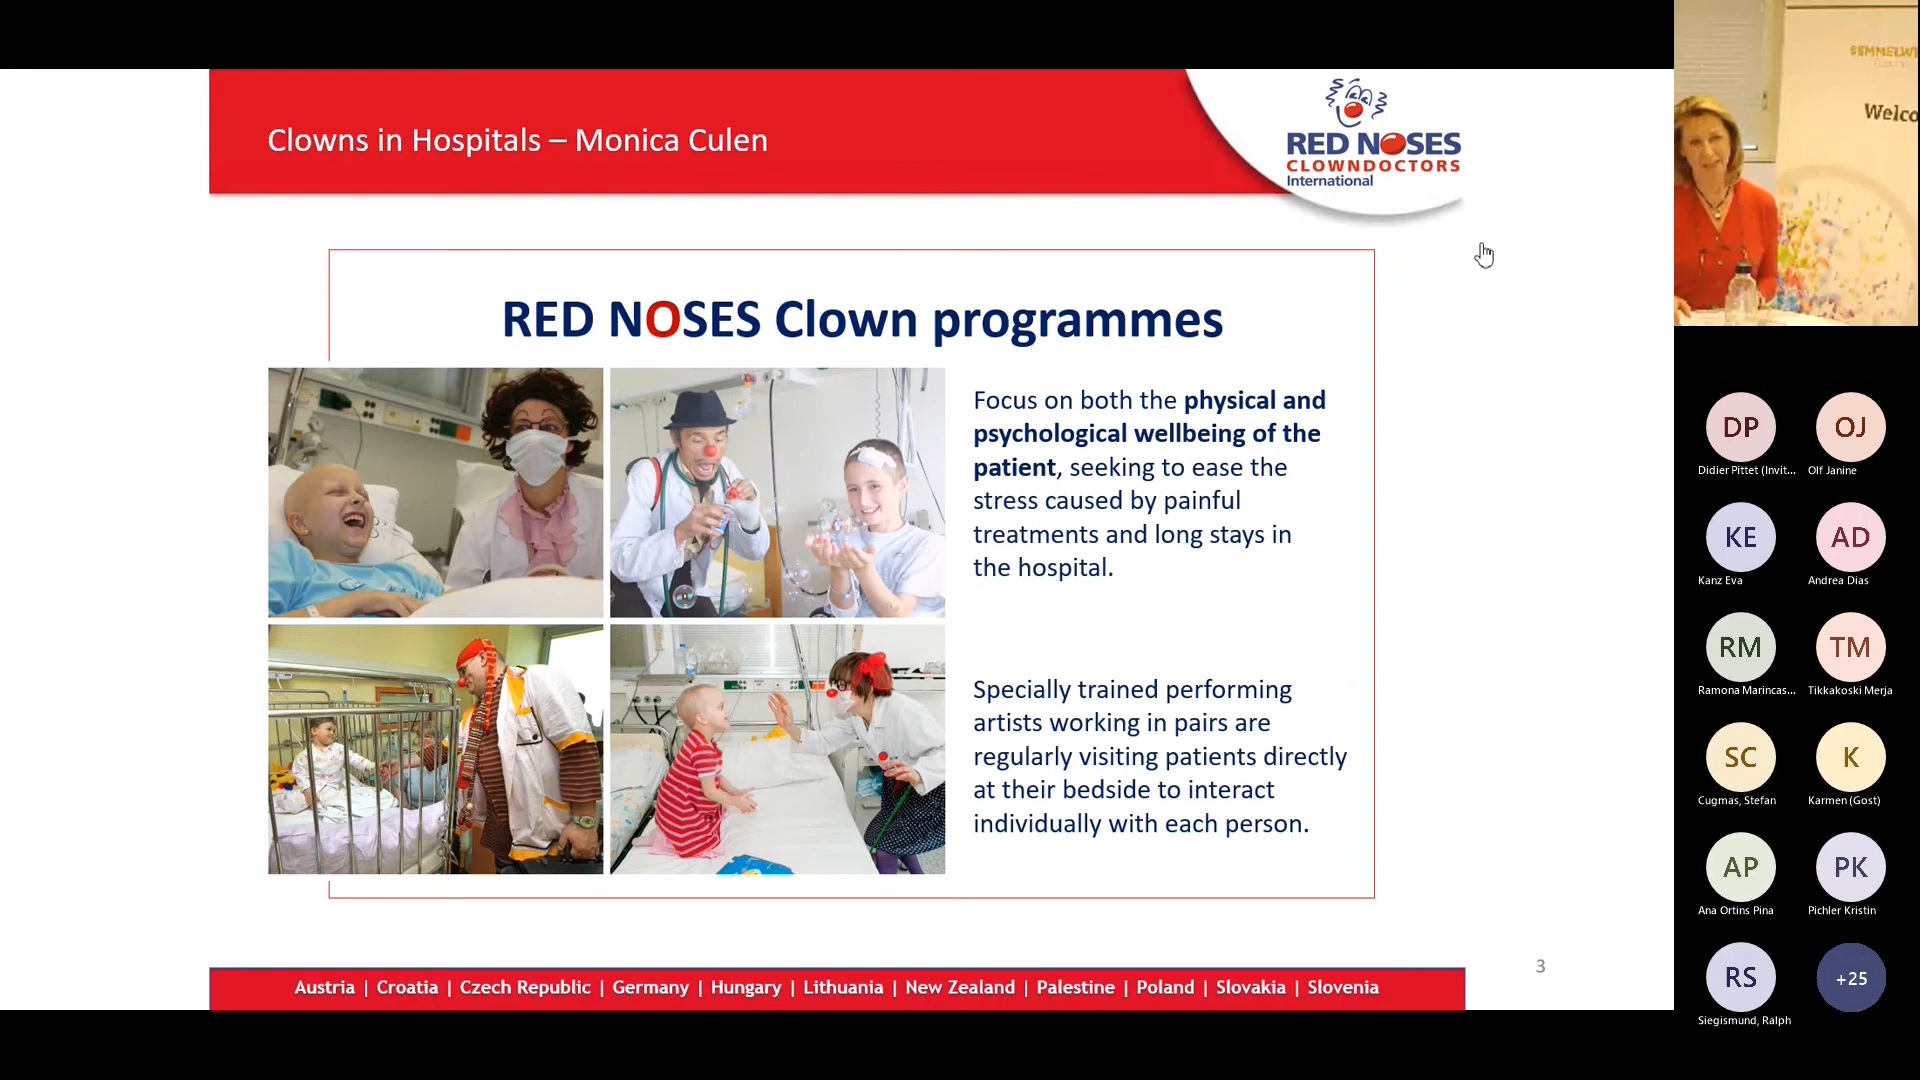 Clowns in Hospitals – Monica Culen
RED NOSES
CLOWNDOCTORS
International
RED NOSES Clown programmes
Focus on both the physical and
psychological wellbeing of the
patient, seeking to ease the
stress caused by painful
treatments and long stays in
the hospital.
Specially trained performing
artists working in pairs are
regularly visiting patients directly
at their bedside to interact
individually with each person.
3
Austria | Croatia | Czech Republic | Germany | Hungary | Lithuania | New Zealand | Palestine | Poland | Slovakia | Slovenia
SEMMELWE
Welco
DP OJ
Didier Pittet (Invit... Olf Janine
KE AD
Kanz Eva Andrea Dias
RM TM
Ramona Marincas... Tikkakoski Merja
SC K
Cugmas, Stefan Karmen (Gost)
AP PK
Ana Ortins Pina Pichler Kristin
RS +25
Siegismund, Ralph